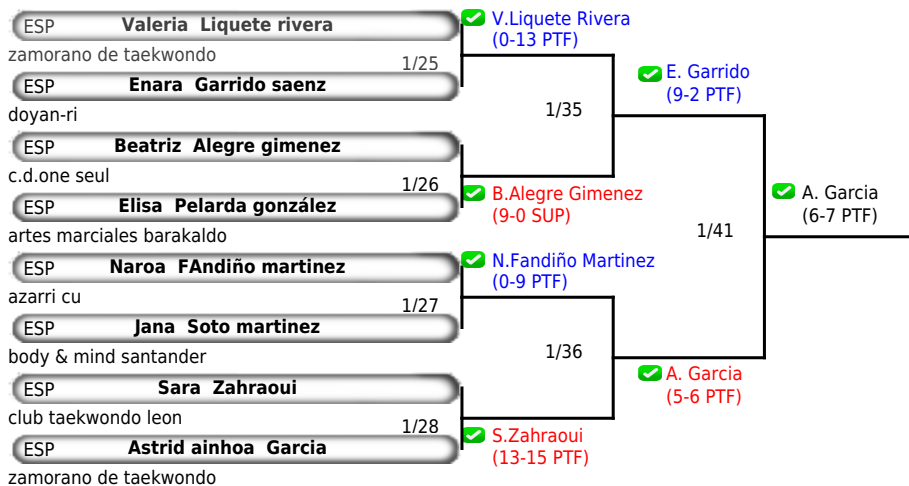 ESP Valeria Liquete rivera
zamorano de taekwondo
ESP Enara Garrido saenz
doyan-ri
ESP Beatriz Alegre gimenez
c.d.one seul
ESP Elisa Pelarda gonzález
artes marciales barakaldo
ESP Naroa FAndiño martinez
azarri cu
ESP Jana Soto martinez
body & mind santander
ESP Sara Zahraoui
club taekwondo leon
ESP Astrid ainhoa Garcia
zamorano de taekwondo
1/25
1/26
1/27
1/28
V.Liquete Rivera
(0-13 PTF)
B.Alegre Gimenez
(9-0 SUP)
N.Fandiño Martinez
(0-9 PTF)
S.Zahraoui
(13-15 PTF)
1/35
1/36
E. Garrido
(9-2 PTF)
A. Garcia
(5-6 PTF)
1/41
A. Garcia
(6-7 PTF)